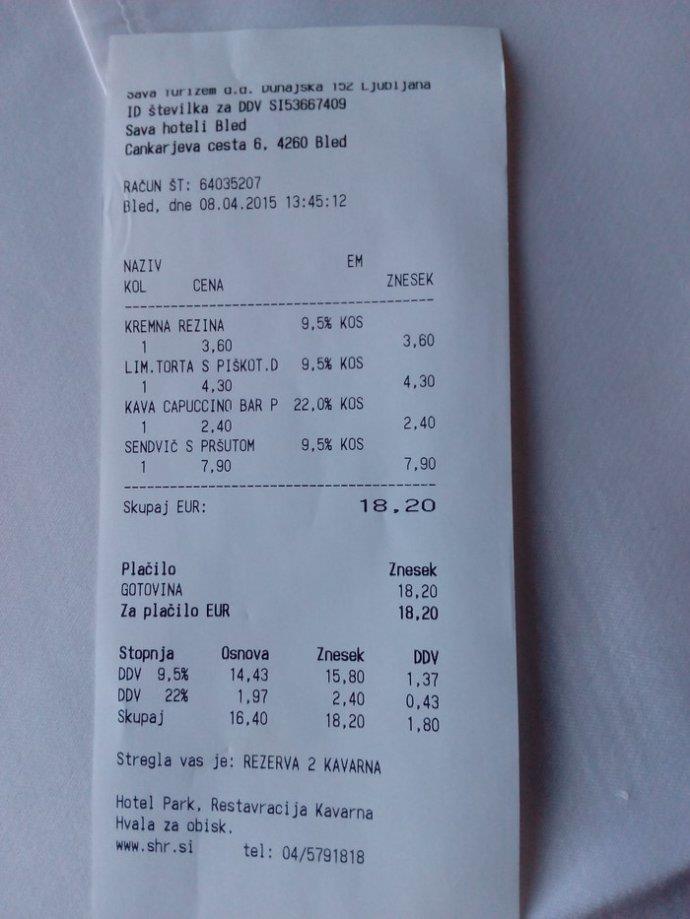 Sava Turizem d.d. Dunajska 152 Ljubljana
ID številka za DDV SI53667409
Sava hoteli Bled
Cankarjeva cesta 6, 4260 Bled
RAČUN ŠT: 64035207
Bled, dne 08.04.2015 13:45:12
NAZIV EM
KOL CENA ZNESEK
KREMNA REZINA 9,5% KOS
1 3,60 3,60
LIM.TORTA S PIŠKOT.D 9,5% KOS
1 4,30 4,30
KAVA CAPUCCINO BAR P 22,0% KOS
1 2,40 2,40
SENDVIČ S PRŠUTOM 9,5% KOS
1 7,90 7,90
Skupaj EUR: 18,20
Plačilo Znesek
GOTOVINA 18,20
Za plačilo EUR 18,20
Stopnja Osnova Znesek DDV
DDV 9,5% 14,43 15,80 1,37
DDV 22% 1,97 2,40 0,43
Skupaj 16,40 18,20 1,80
Stregla vas je: REZERVA 2 KAVARNA
Hotel Park, Restavracija Kavarna
Hvala za obisk.
www.shr.si tel: 04/5791818